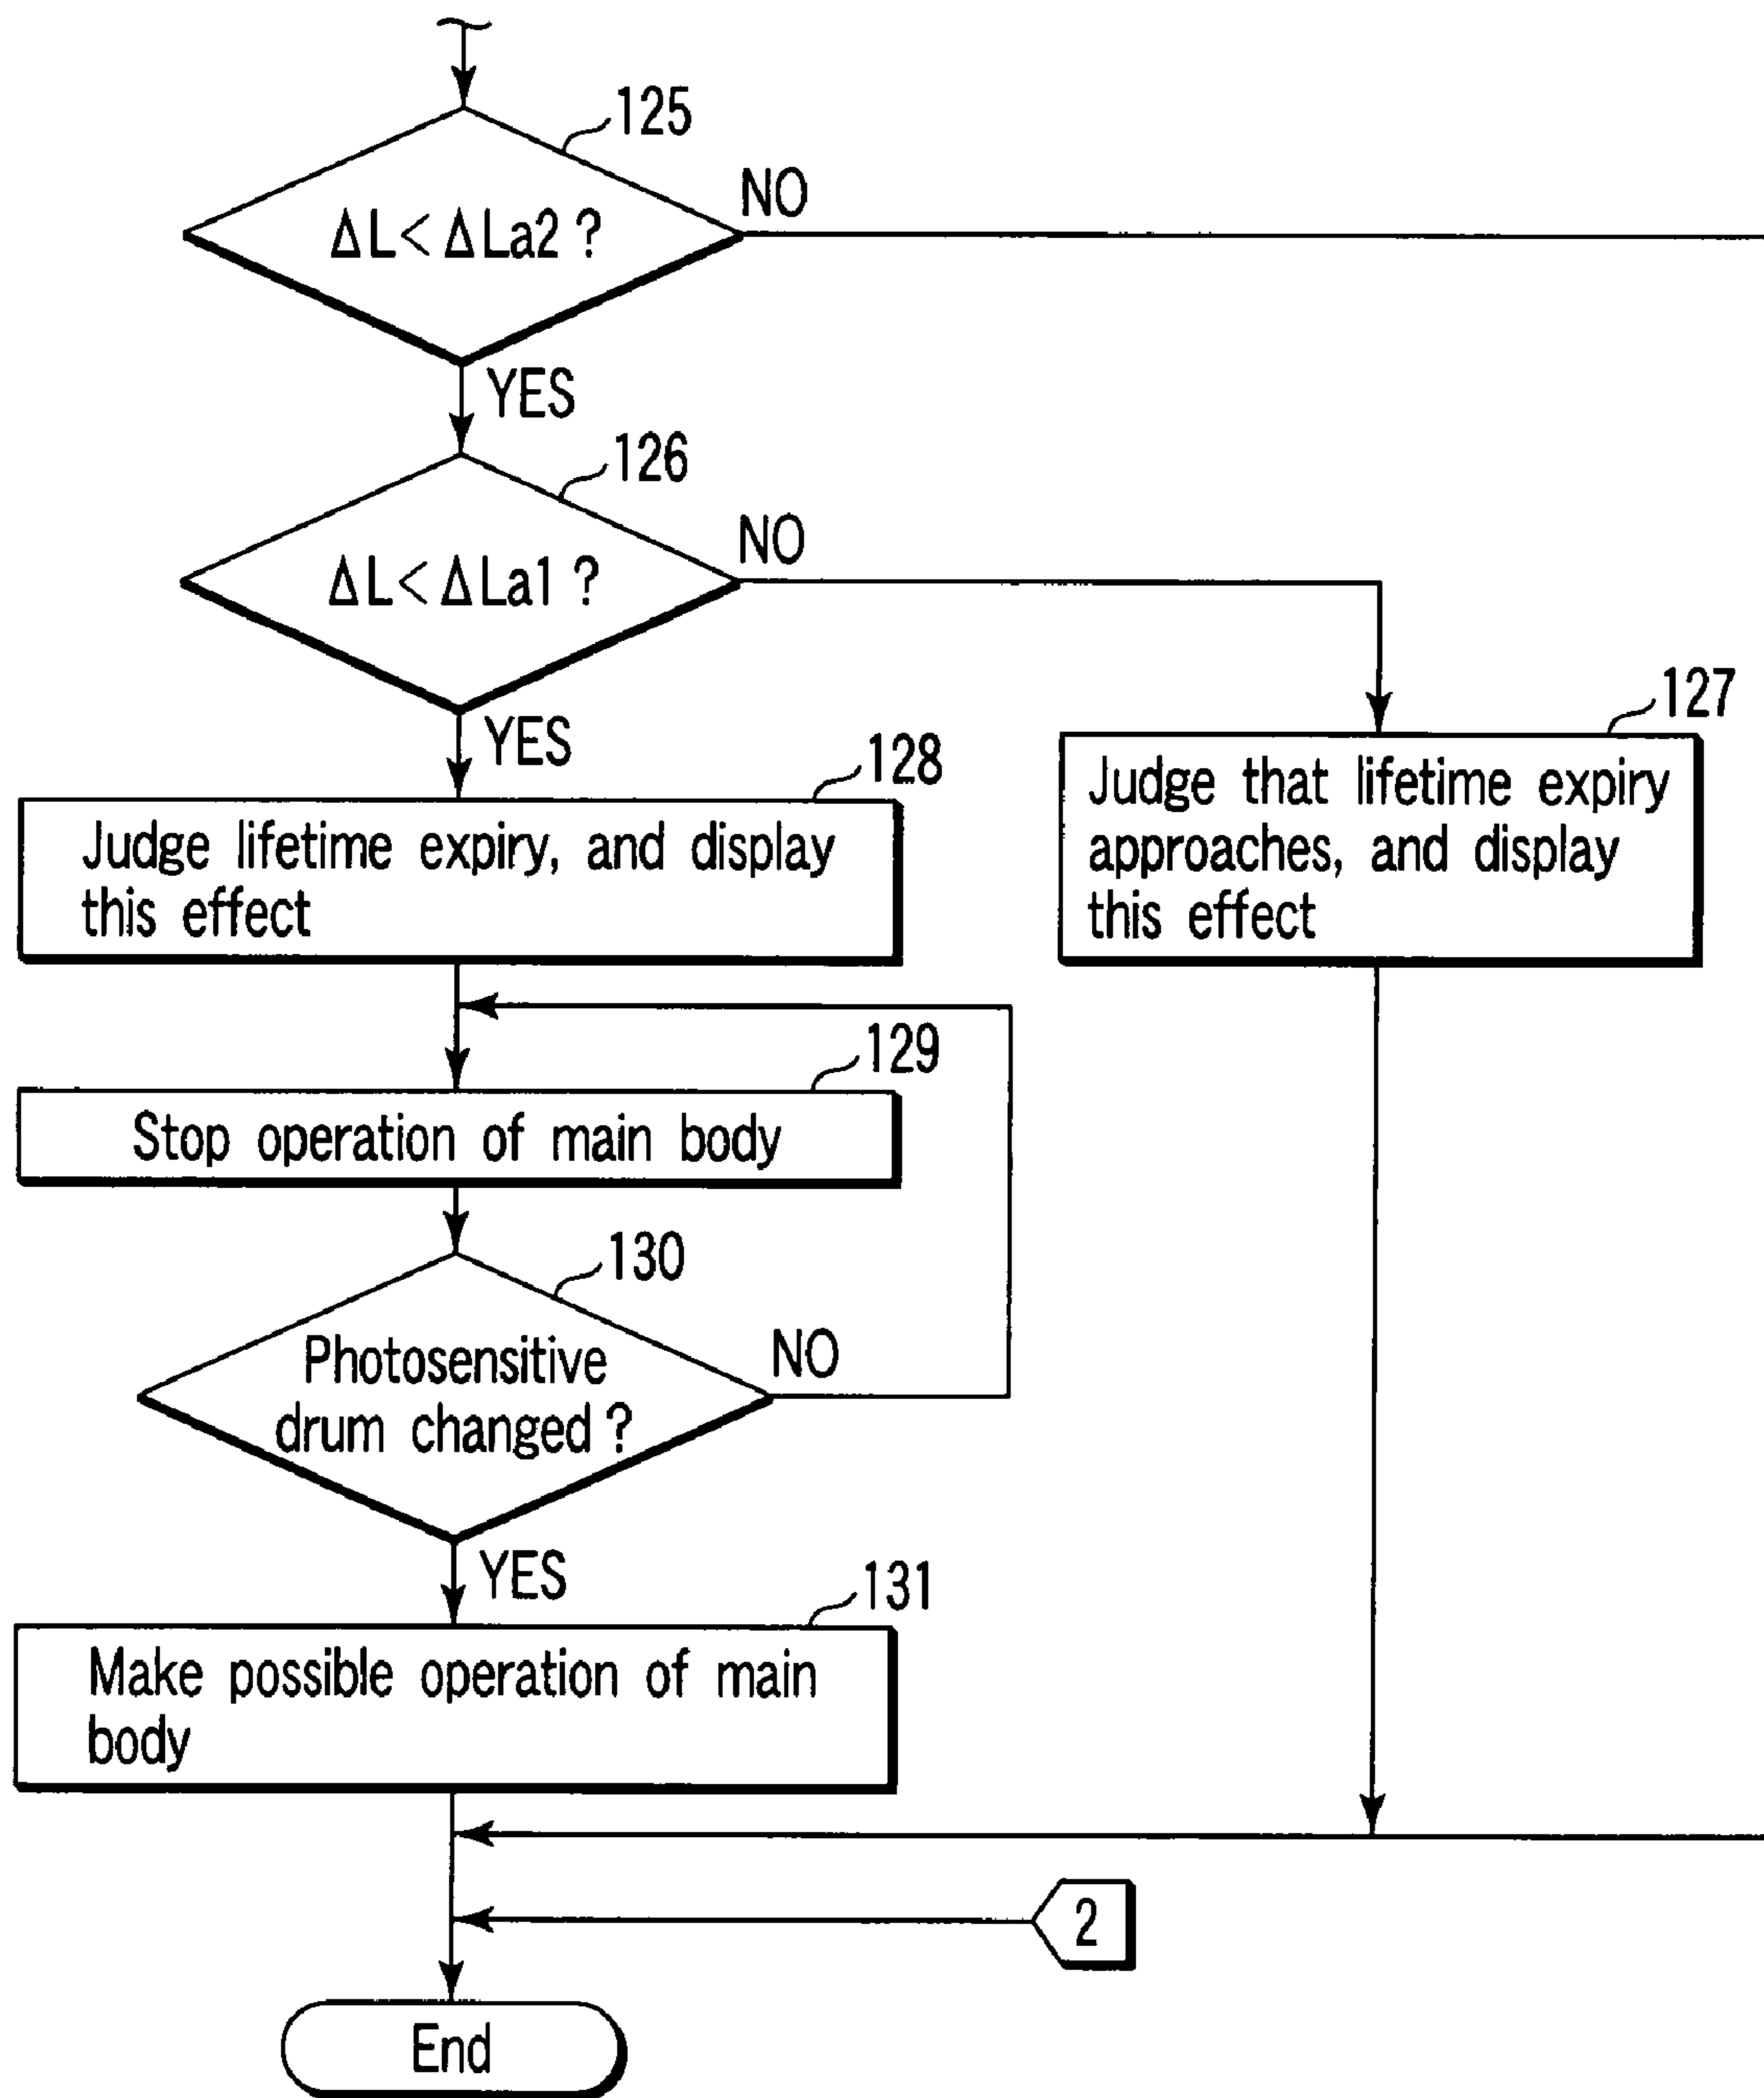 125
NO
ΔL< ΔLa2 ?
YES
126
NO
ΔL< ΔLa1 ?
YES
127
Judge that lifetime expiry
approaches, and display
this effect
128
Judge lifetime expiry, and display
this effect
129
Stop operation of main body
130
Photosensitive
drum changed ?
NO
YES
131
Make possible operation of main
body
2
End